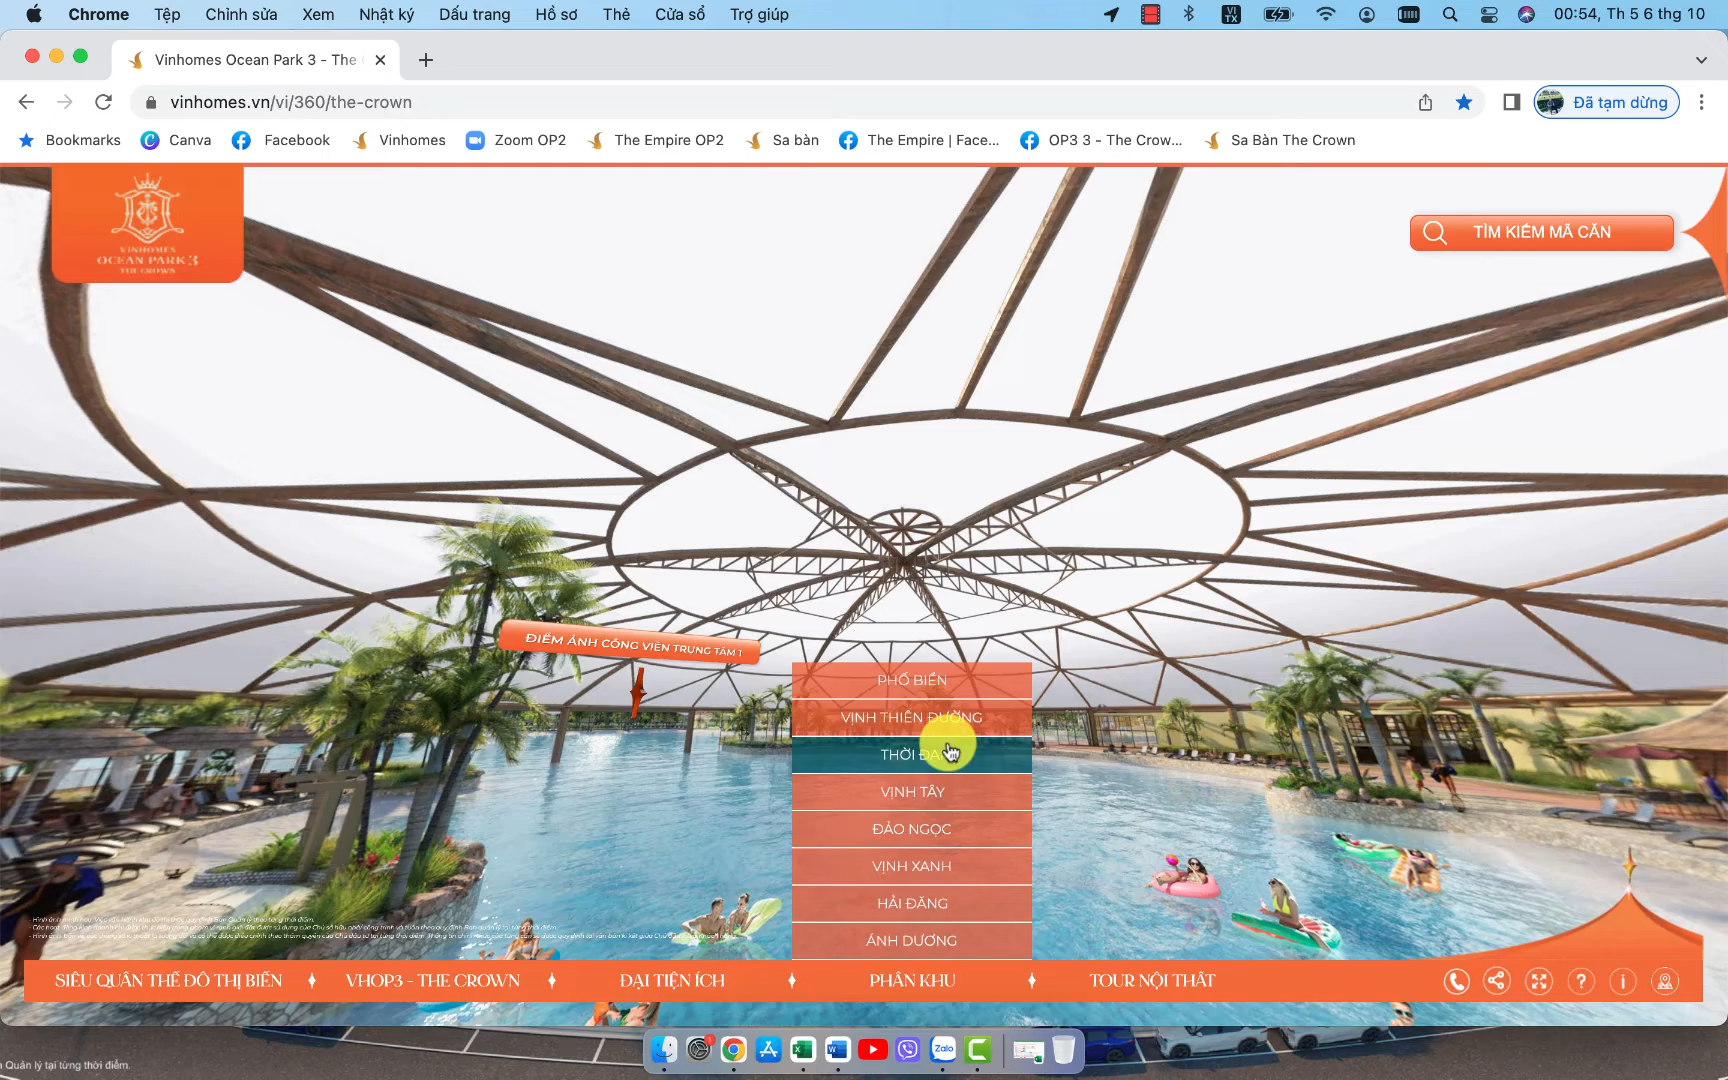 Chrome Tệp Chỉnh sửa Xem Nhật ký Dấu trang Hồ sơ Thẻ Cửa sổ Trợ giúp VI TX 00:54, Th 5 6 thg 10
Vinhomes Ocean Park 3 - The
vinhomes.vn/vi/360/the-crown Đã tạm dừng
Bookmarks Canva Facebook Vinhomes Zoom OP2 The Empire OP2 Sa bàn The Empire | Face... OP3 3 - The Crow... Sa Bàn The Crown
VINHOMES
OCEAN PARK 3
THE CROWN
TÌM KIẾM MÃ CĂN
ĐIỂM ẢNH CÔNG VIÊN TRUNG TÂM 1
PHỐ BIỂN
VỊNH THIÊN ĐƯỜNG
THỜI
VỊNH TÂY
ĐẢO NGỌC
VỊNH XANH
HẢI ĐĂNG
ÁNH DƯƠNG
SIÊU QUẦN THỂ ĐÔ THỊ BIỂN VHOP3 - THE CROWN ĐẠI TIỆN ÍCH PHÂN KHU TOUR NỘI THẤT
Zalo
Quản lý tại từng thời điểm.